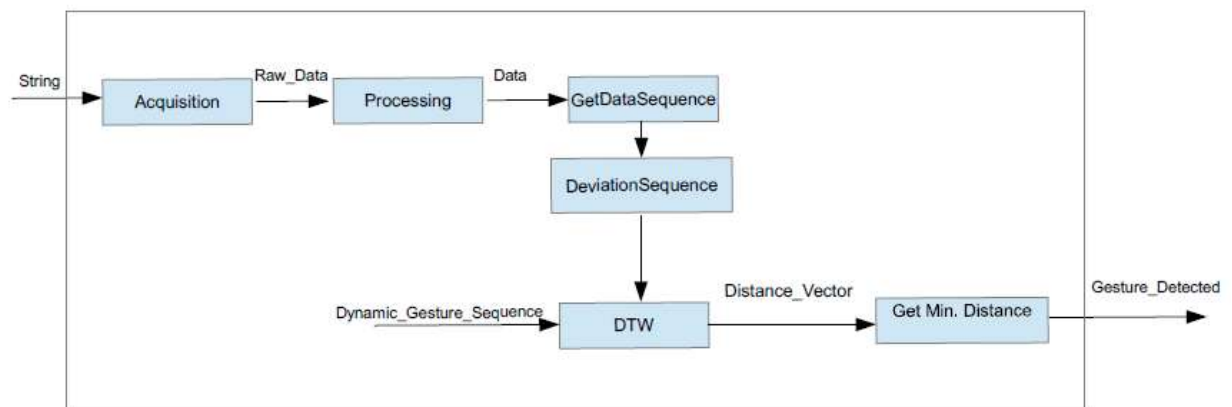 String
Acquisition
Raw_Data
Processing
Data
GetDataSequence
DeviationSequence
Dynamic_Gesture_Sequence
DTW
Distance_Vector
Get Min. Distance
Gesture_Detected